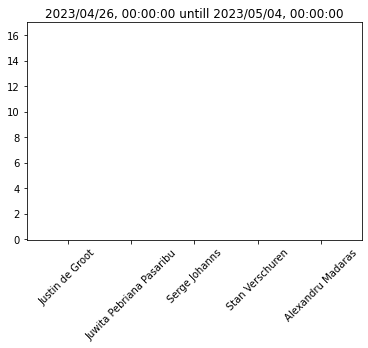 2023/04/26, 00:00:00 untill 2023/05/04, 00:00:00
16
14
12
10
8
6
4
2
0
Justin de Groot
Juwita Pebriana Pasaribu
Serge Johanns
Stan Verschuren
Alexandru Madaras